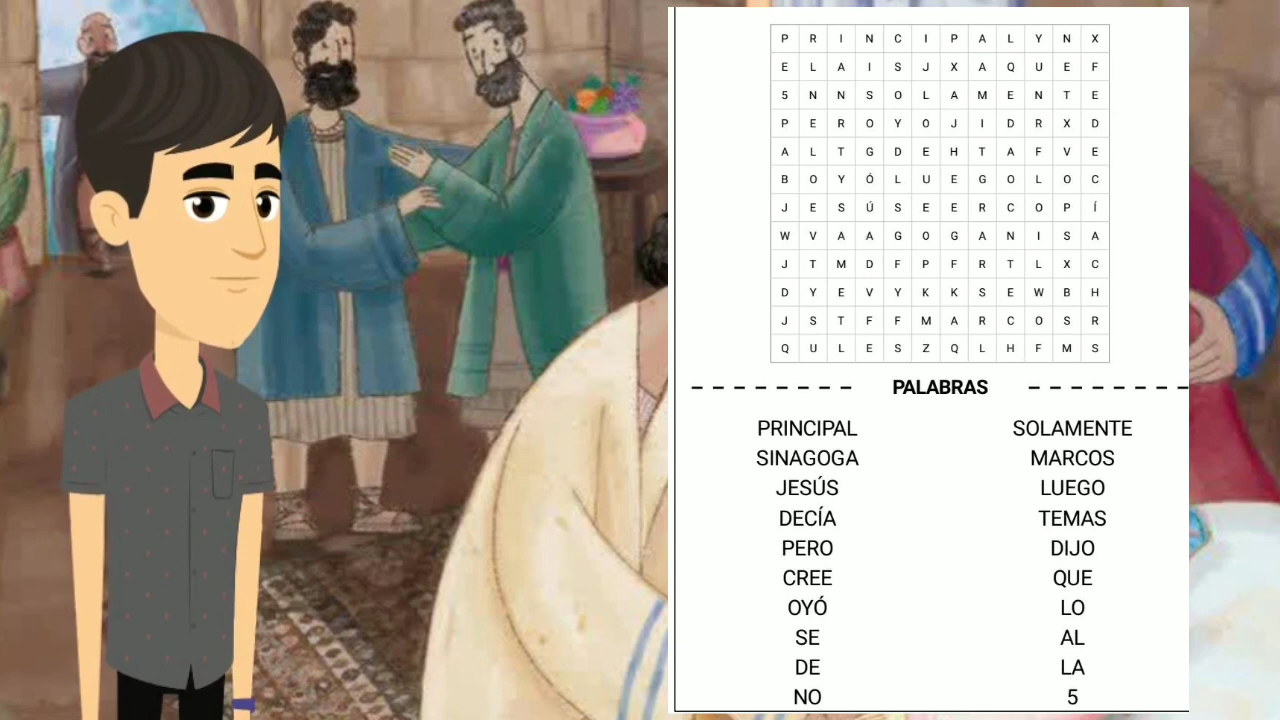 P R I N C I P A L Y N X
E L A I S J X A Q U E F
5 N N S O L A M E N T E
P E R O Y O J I D R X D
A L T G D E H T A F V E
B O Y Ó L U E G O L O C
J E S Ú S E E R C O P Í
W V A A G O G A N I S A
J T M D F P F R T L X C
D Y E V Y K K S E W B H
J S T F F M A R C O S R
Q U L E S Z Q L H F M S
PALABRAS
PRINCIPAL SOLAMENTE
SINAGOGA MARCOS
JESÚS LUEGO
DECÍA TEMAS
PERO DIJO
CREE QUE
OYÓ LO
SE AL
DE LA
NO 5